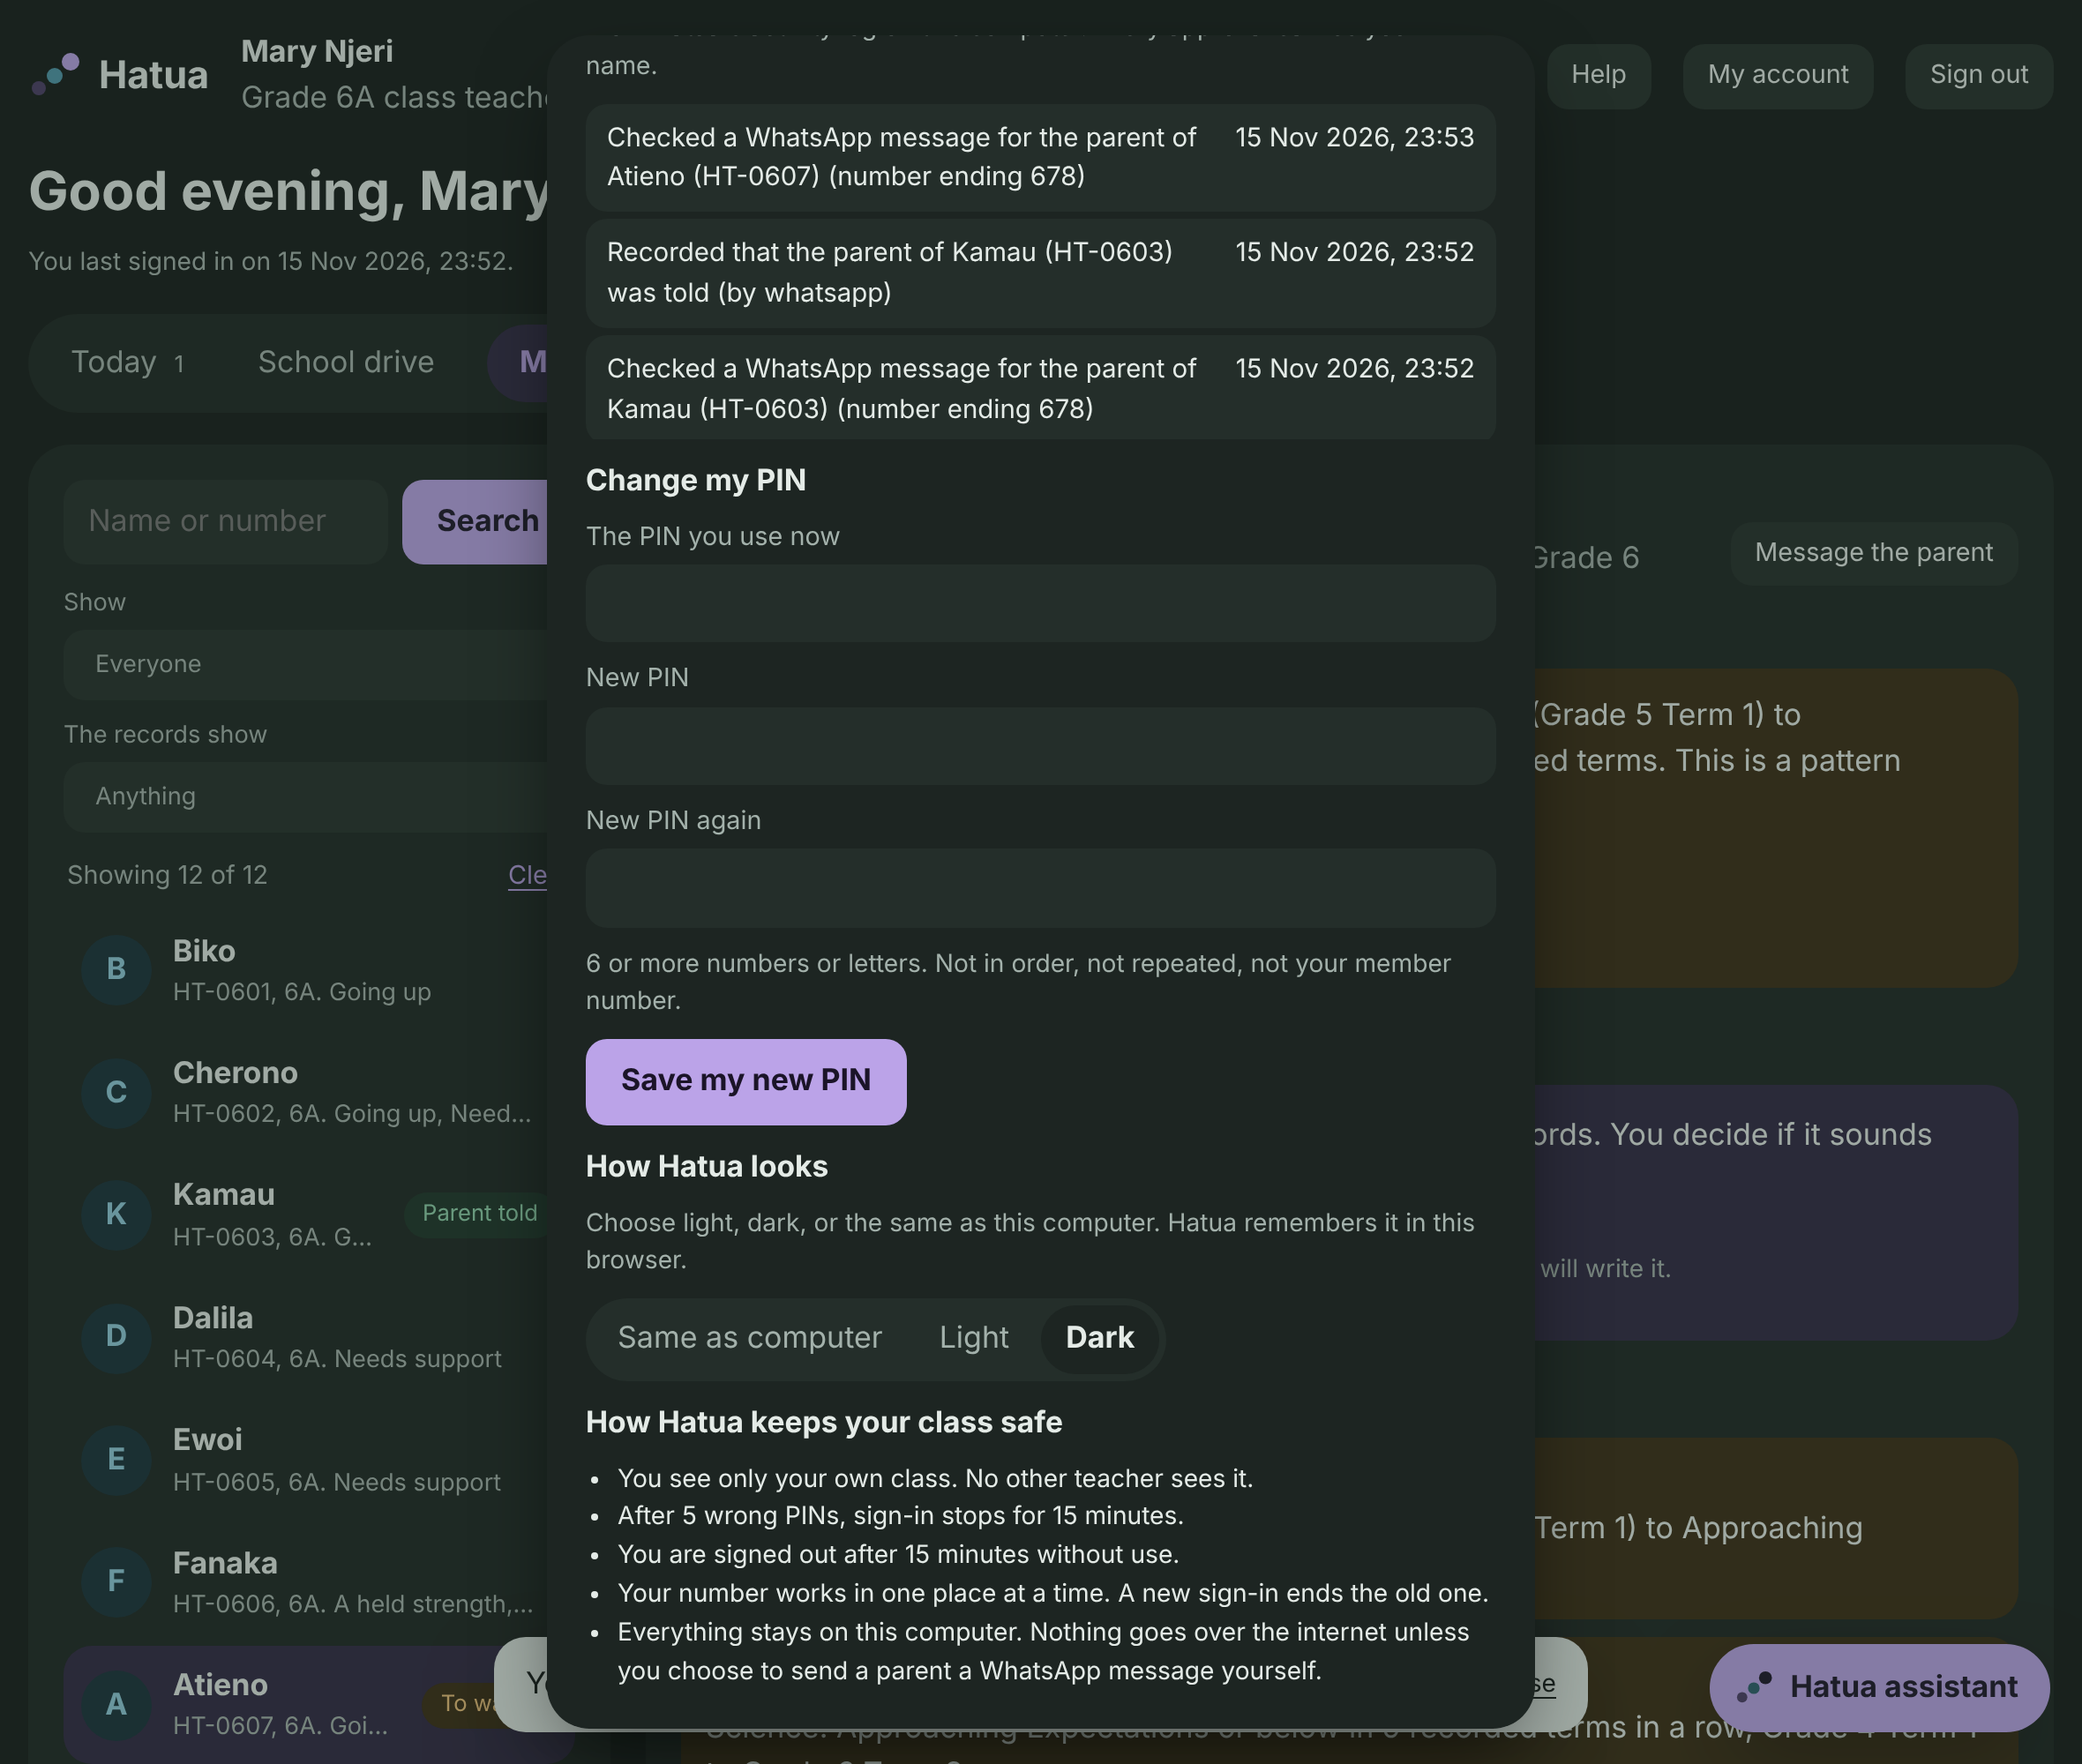 Hatua
Mary Njeri
Grade 6A class
Help
My account
Sign out
Good evening, Mary
You last signed in on 15 Nov 2026, 23:52.
Today 1
School drive
name.
Checked a WhatsApp message for the parent of
Atieno (HT-0607) (number ending 678)
15 Nov 2026, 23:53
Recorded that the parent of Kamau (HT-0603)
was told (by whatsapp)
15 Nov 2026, 23:52
Checked a WhatsApp message for the parent of
Kamau (HT-0603) (number ending 678)
15 Nov 2026, 23:52
Change my PIN
The PIN you use now
New PIN
New PIN again
6 or more numbers or letters. Not in order, not repeated, not your member
number.
Save my new PIN
How Hatua looks
Choose light, dark, or the same as this computer. Hatua remembers it in this
browser.
Same as computer
Light
Dark
How Hatua keeps your class safe
• You see only your own class. No other teacher sees it.
• After 5 wrong PINs, sign-in stops for 15 minutes.
• You are signed out after 15 minutes without use.
• Your number works in one place at a time. A new sign-in ends the old one.
• Everything stays on this computer. Nothing goes over the internet unless
you choose to send a parent a WhatsApp message yourself.
Name or number
Search
Show
Everyone
The records show
Anything
Showing 12 of 12
B
Biko
HT-0601, 6A. Going up
C
Cherono
HT-0602, 6A. Going up, Need...
K
Kamau
HT-0603, 6A. G...
Parent told
D
Dalila
HT-0604, 6A. Needs support
E
Ewoi
HT-0605, 6A. Needs support
F
Fanaka
HT-0606, 6A. A held strength,...
A
Atieno
HT-0607, 6A. Goi...
To
Grade 6
Message the parent
(Grade 5 Term 1) to
terms. This is a pattern
You decide if it sounds
will write it.
Term 1) to Approaching
Hatua assistant
Science: Approaching Expectations or below in 6 recorded terms in a row,